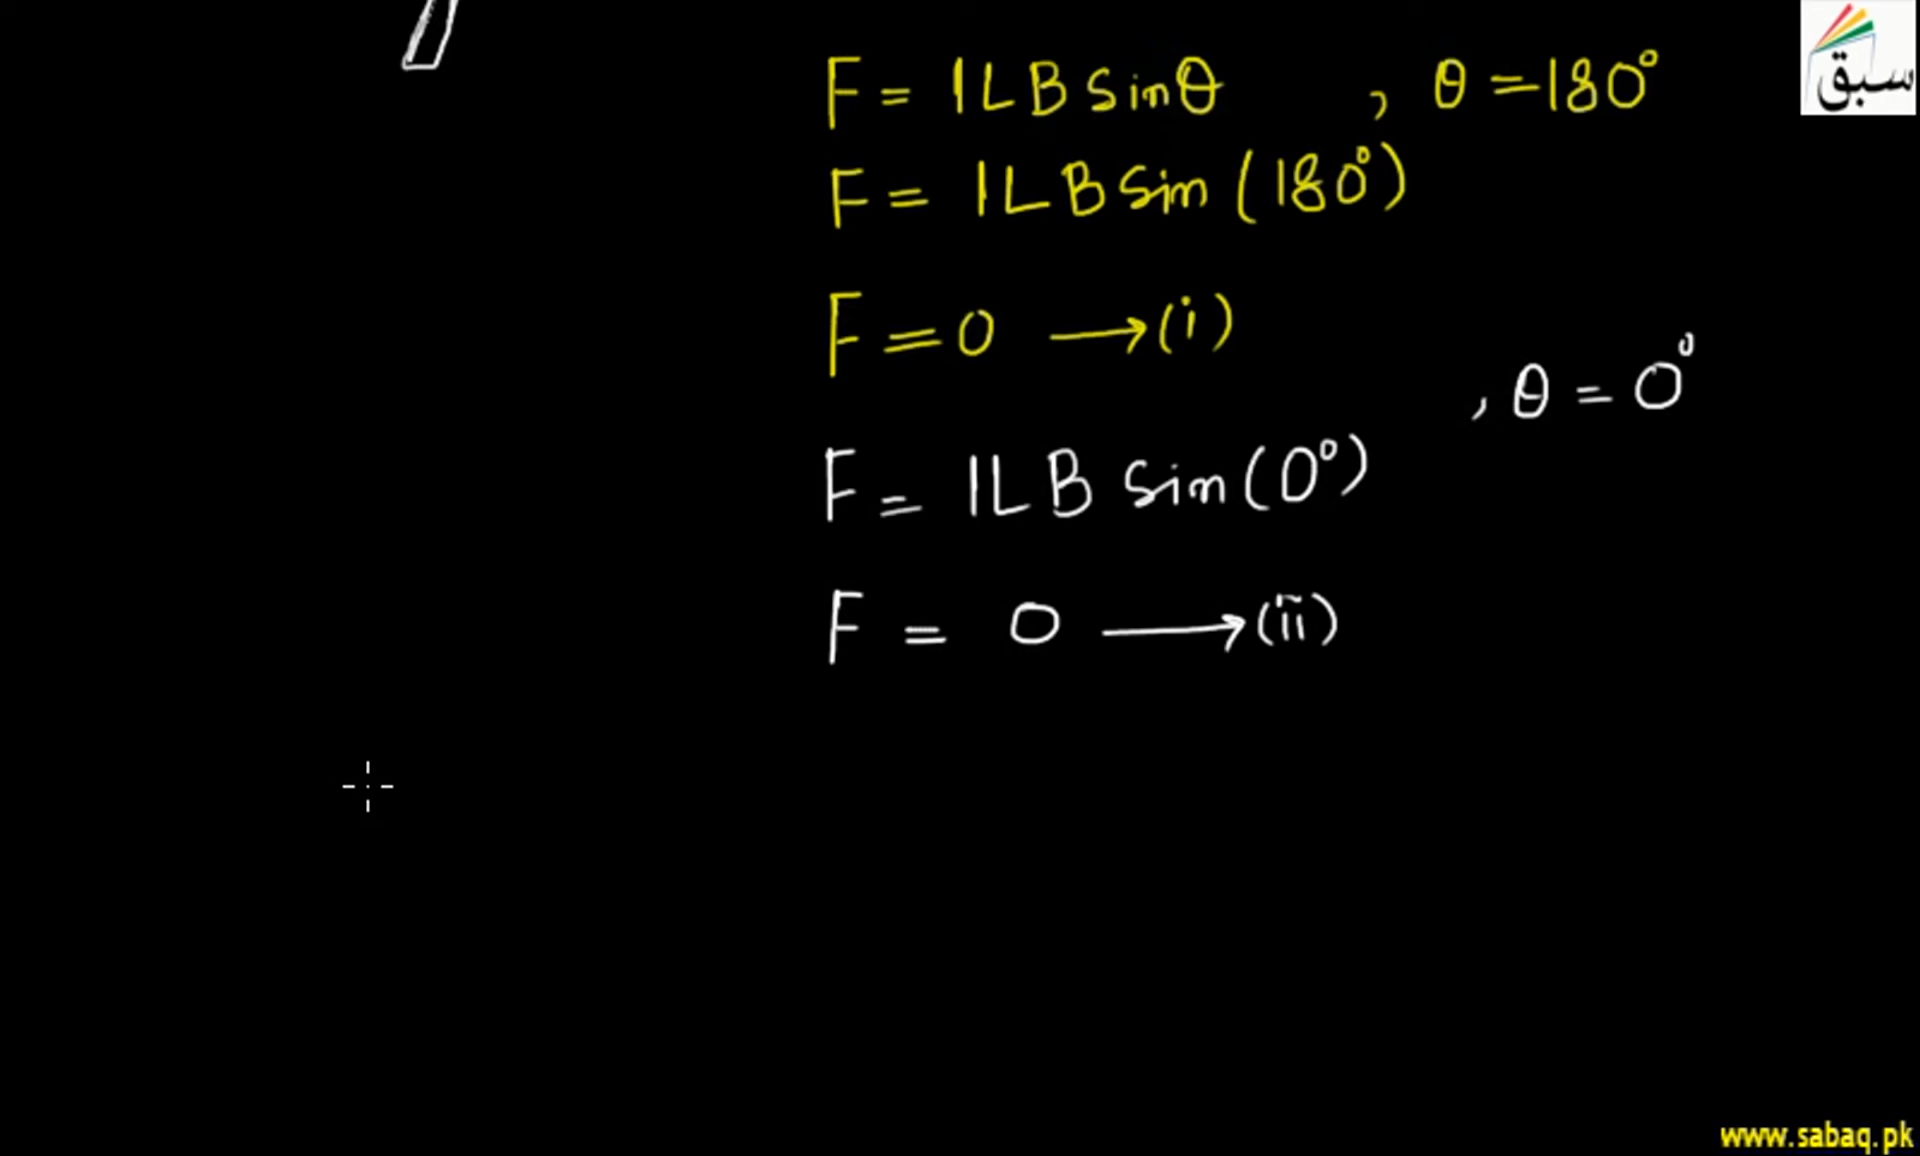 F = ILB Sinθ , θ = 180°
سبق
F = ILB Sin (180°)
F = 0 → (i)
, θ = 0°
F = ILB Sin (0°)
F = 0 → (ii)
www.sabaq.pk